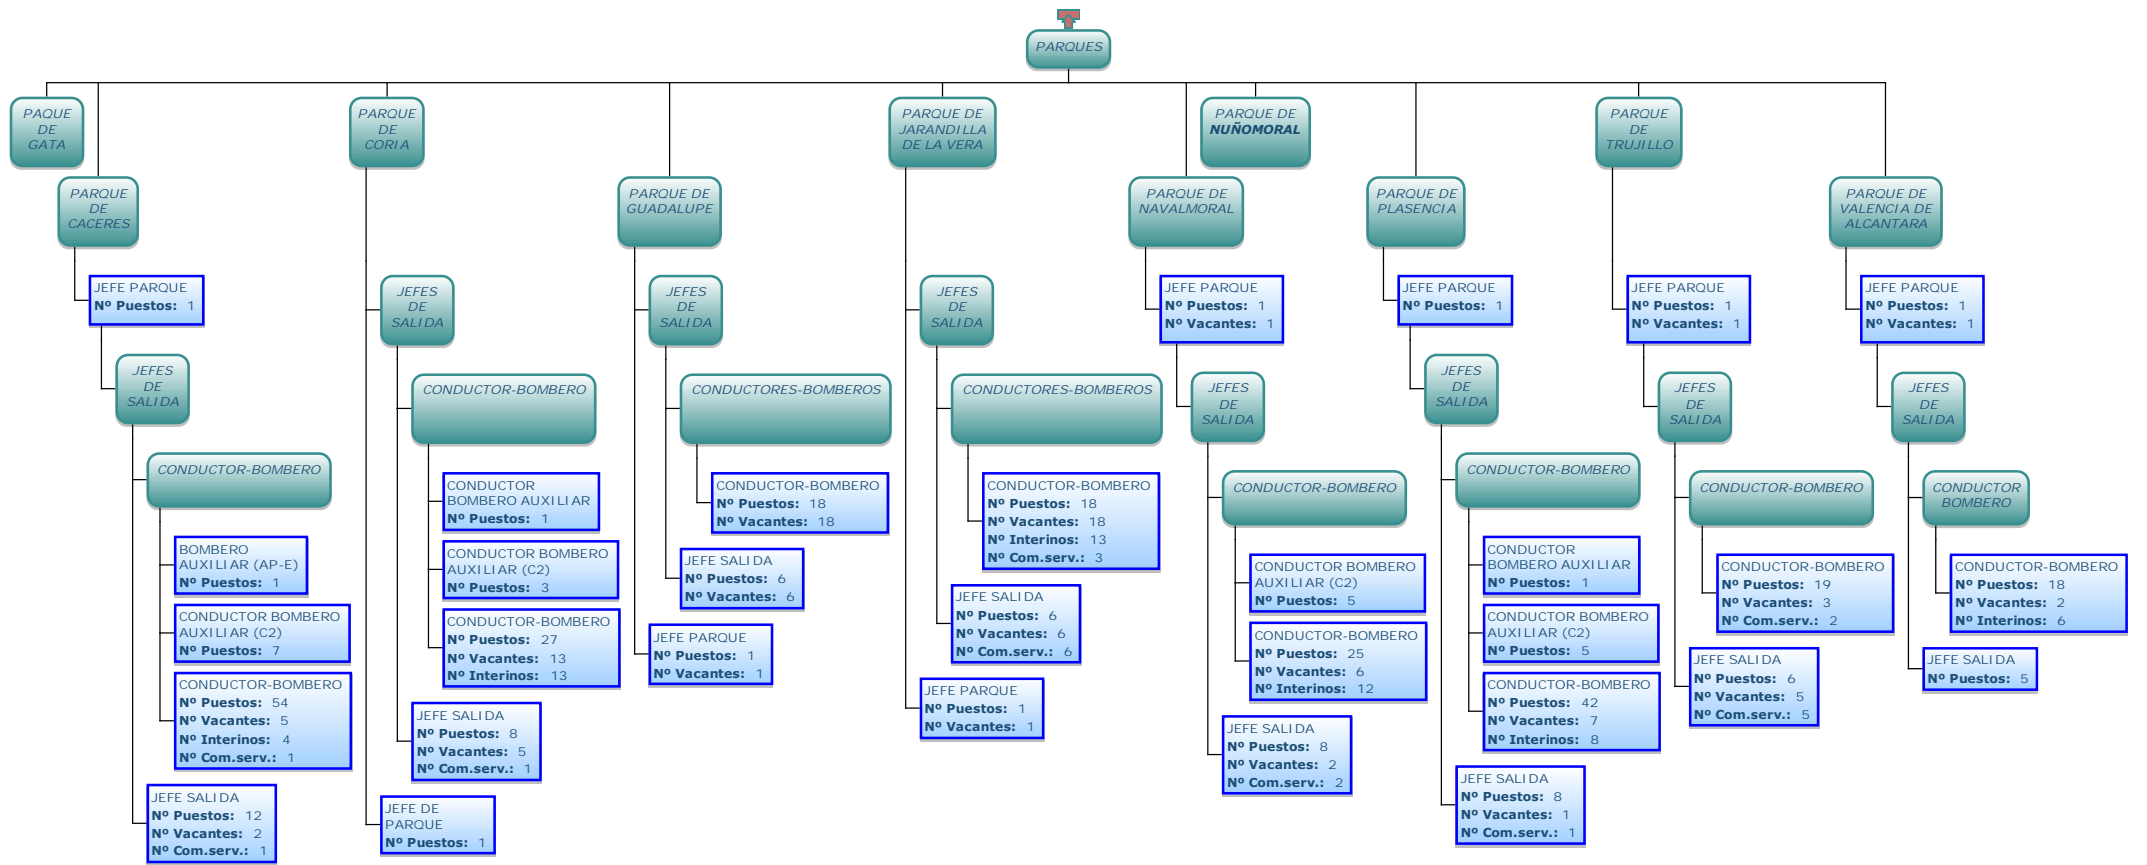 PARQUES
PAQUE
DE
GATA
PARQUE
DE
CACERES
JEFE PARQUE
Nº Puestos: 1
JEFES
DE
SALIDA
CONDUCTOR-BOMBERO
BOMBERO
AUXILIAR (AP-E)
Nº Puestos: 1
CONDUCTOR BOMBERO
AUXILIAR (C2)
Nº Puestos: 7
CONDUCTOR-BOMBERO
Nº Puestos: 54
Nº Vacantes: 5
Nº Interinos: 4
Nº Com.serv.: 1
JEFE SALIDA
Nº Puestos: 12
Nº Vacantes: 2
Nº Com.serv.: 1
PARQUE
DE
CORIA
JEFES
DE
SALIDA
CONDUCTOR-BOMBERO
CONDUCTOR
BOMBERO AUXILIAR
Nº Puestos: 1
CONDUCTOR BOMBERO
AUXILIAR (C2)
Nº Puestos: 3
CONDUCTOR-BOMBERO
Nº Puestos: 27
Nº Vacantes: 13
Nº Interinos: 13
JEFE SALIDA
Nº Puestos: 8
Nº Vacantes: 5
Nº Com.serv.: 1
JEFE DE
PARQUE
Nº Puestos: 1
PARQUE DE
GUADALUPE
JEFES
DE
SALIDA
CONDUCTORES-BOMBEROS
CONDUCTOR-BOMBERO
Nº Puestos: 18
Nº Vacantes: 18
JEFE SALIDA
Nº Puestos: 6
Nº Vacantes: 6
JEFE PARQUE
Nº Puestos: 1
Nº Vacantes: 1
PARQUE DE
JARANDILLA
DE LA VERA
JEFES
DE
SALIDA
CONDUCTORES-BOMBEROS
CONDUCTOR-BOMBERO
Nº Puestos: 18
Nº Vacantes: 18
Nº Interinos: 13
Nº Com.serv.: 3
JEFE SALIDA
Nº Puestos: 6
Nº Vacantes: 6
Nº Com.serv.: 6
JEFE PARQUE
Nº Puestos: 1
Nº Vacantes: 1
PARQUE DE
NAVALMORAL
JEFE PARQUE
Nº Puestos: 1
Nº Vacantes: 1
JEFES
DE
SALIDA
CONDUCTOR-BOMBERO
CONDUCTOR BOMBERO
AUXILIAR (C2)
Nº Puestos: 5
CONDUCTOR-BOMBERO
Nº Puestos: 25
Nº Vacantes: 6
Nº Interinos: 12
JEFE SALIDA
Nº Puestos: 8
Nº Vacantes: 2
Nº Com.serv.: 2
PARQUE DE
NUÑOMORAL
PARQUE DE
PLASENCIA
JEFE PARQUE
Nº Puestos: 1
JEFES
DE
SALIDA
CONDUCTOR-BOMBERO
CONDUCTOR
BOMBERO AUXILIAR
Nº Puestos: 1
CONDUCTOR BOMBERO
AUXILIAR (C2)
Nº Puestos: 5
CONDUCTOR-BOMBERO
Nº Puestos: 42
Nº Vacantes: 7
Nº Interinos: 8
JEFE SALIDA
Nº Puestos: 8
Nº Vacantes: 1
Nº Com.serv.: 1
PARQUE
DE
TRUJILLO
JEFE PARQUE
Nº Puestos: 1
Nº Vacantes: 1
JEFES
DE
SALIDA
CONDUCTOR-BOMBERO
CONDUCTOR-BOMBERO
Nº Puestos: 19
Nº Vacantes: 3
Nº Com.serv.: 2
JEFE SALIDA
Nº Puestos: 6
Nº Vacantes: 5
Nº Com.serv.: 5
PARQUE DE
VALENCIA DE
ALCANTARA
JEFE PARQUE
Nº Puestos: 1
Nº Vacantes: 1
JEFES
DE
SALIDA
CONDUCTOR
BOMBERO
CONDUCTOR-BOMBERO
Nº Puestos: 18
Nº Vacantes: 2
Nº Interinos: 6
JEFE SALIDA
Nº Puestos: 5